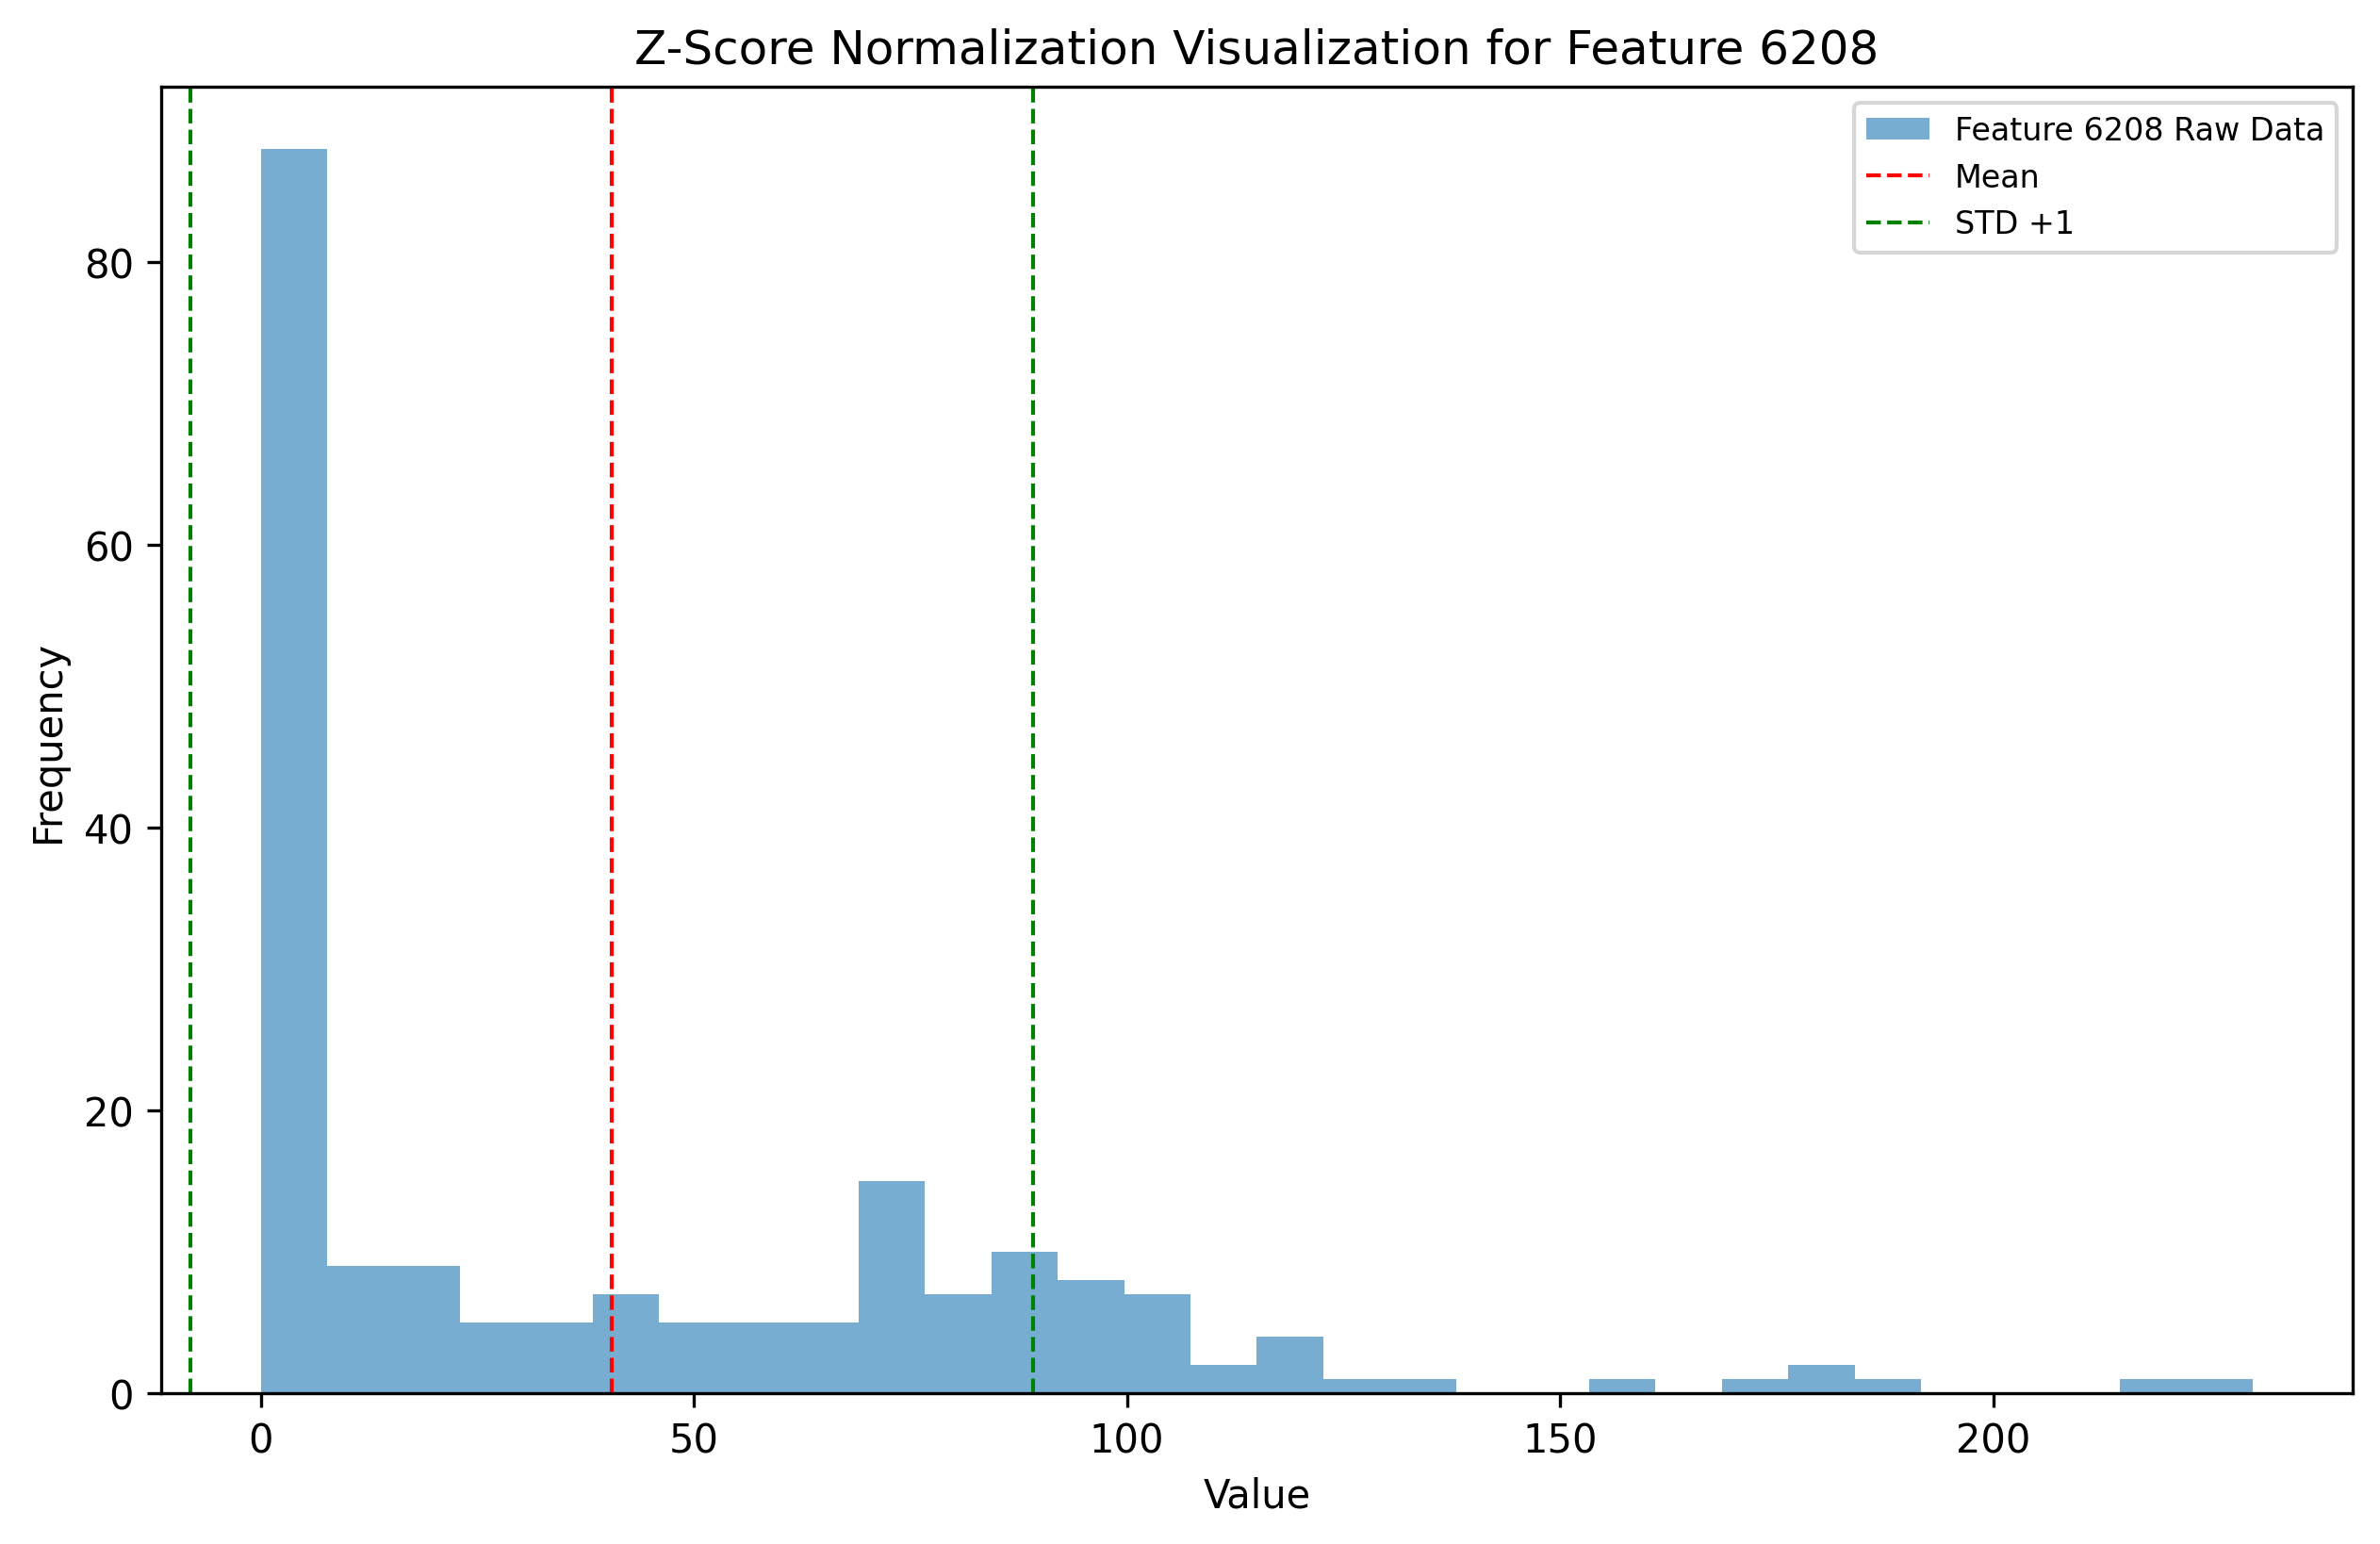 Z-Score Normalization Visualization for Feature 6208
Feature 6208 Raw Data
Mean
STD +1
Frequency
80
60
40
20
0
0 50 100 150 200
Value